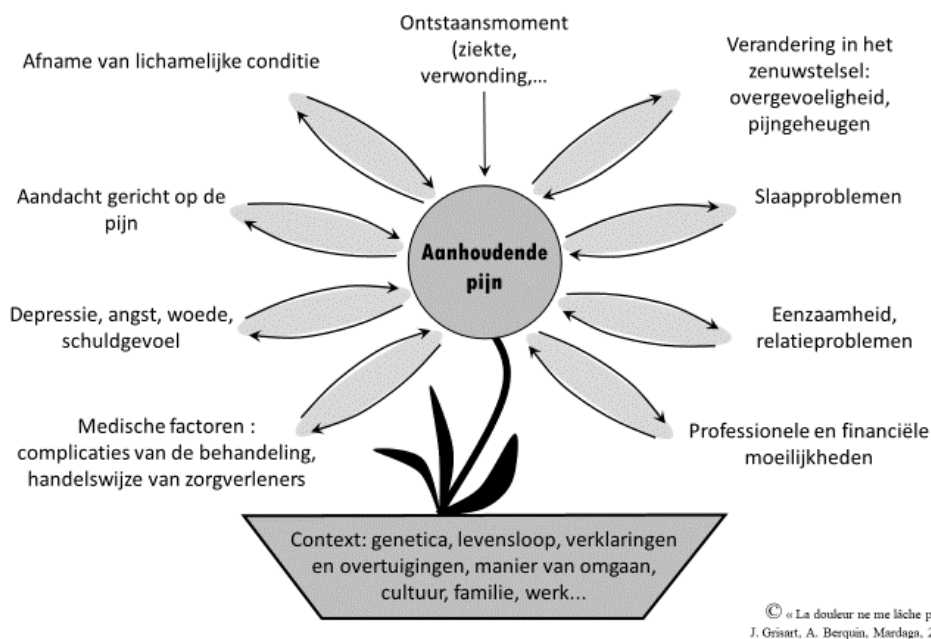 Ontstaansmoment
(ziekte,
verwonding,...
Afname van lichamelijke conditie
Verandering in het
zenuwstelsel:
overgevoeligheid,
pijngeheugen
Aandacht gericht op de
pijn
Slaapproblemen
Aanhoudende
pijn
Depressie, angst, woede,
schuldgevoel
Eenzaamheid,
relatieproblemen
Medische factoren :
complicaties van de behandeling,
handelswijze van zorgverleners
Professionele en financiële
moeilijkheden
Context: genetica, levensloop, verklaringen
en overtuigingen, manier van omgaan,
cultuur, familie, werk...
© « La douleur ne me lâche
J. Grisart, A. Berquin, Mardaga,